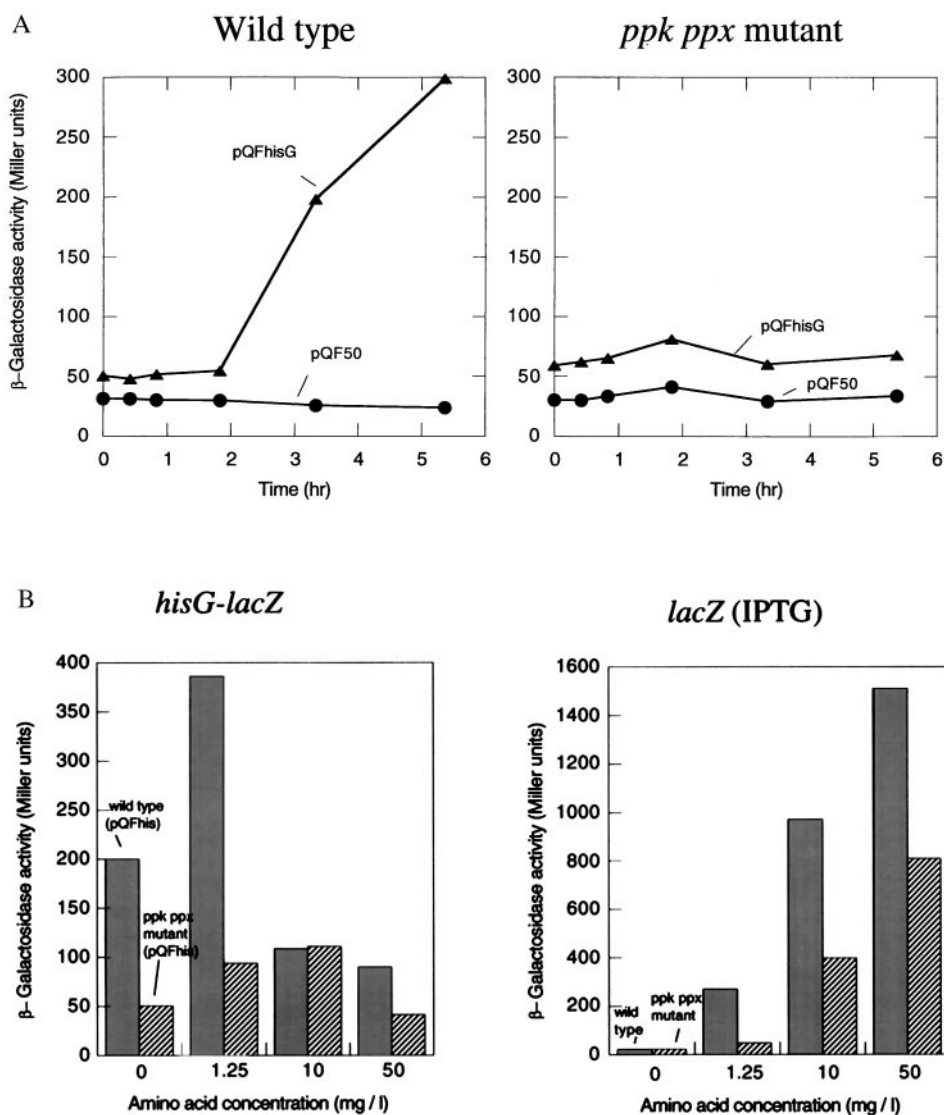 A
Wild type
ppk ppx mutant
β-Galactosidase activity (Miller units)
300
250
200
150
100
50
0
pQFhisG
pQF50
0 1 2 3 4 5 6
Time (hr)
β-Galactosidase activity (Miller units)
300
250
200
150
100
50
0
pQFhisG
pQF50
0 1 2 3 4 5 6
Time (hr)
B
hisG-lacZ
lacZ (IPTG)
β- Galactosidase activity (Miller units)
400
350
300
250
200
150
100
50
0
wild type
(pQFhis)
ppk ppx
mutant
(pQFhis)
0 1.25 10 50
Amino acid concentration (mg / l)
β- Galactosidase activity (Miller units)
1600
1400
1200
1000
800
600
400
200
0
wild
type
ppk ppx
mutant
0 1.25 10 50
Amino acid concentration (mg / l)